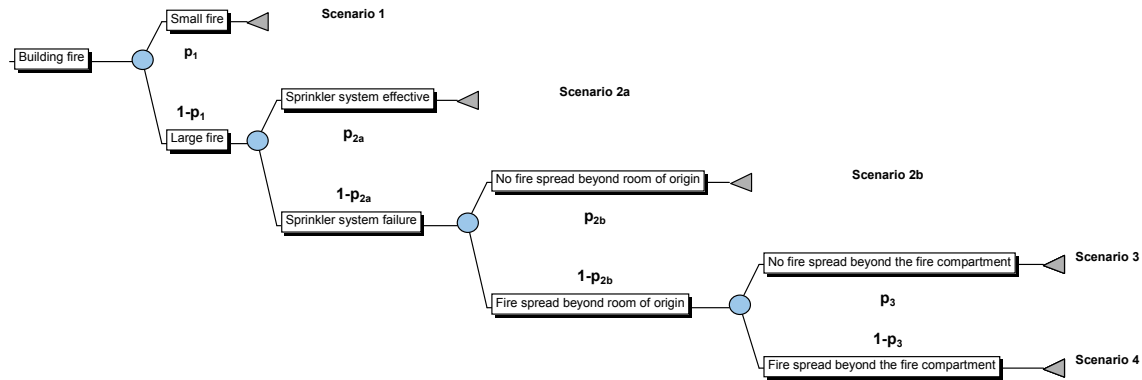 Small fire
Scenario 1
Building fire
p₁
Sprinkler system effective
Scenario 2a
1-p₁
Large fire
p₂ₐ
No fire spread beyond room of origin
Scenario 2b
1-p₂ₐ
Sprinkler system failure
p₂b
No fire spread beyond the fire compartment
Scenario 3
1-p₂b
Fire spread beyond room of origin
p₃
1-p₃
Fire spread beyond the fire compartment
Scenario 4